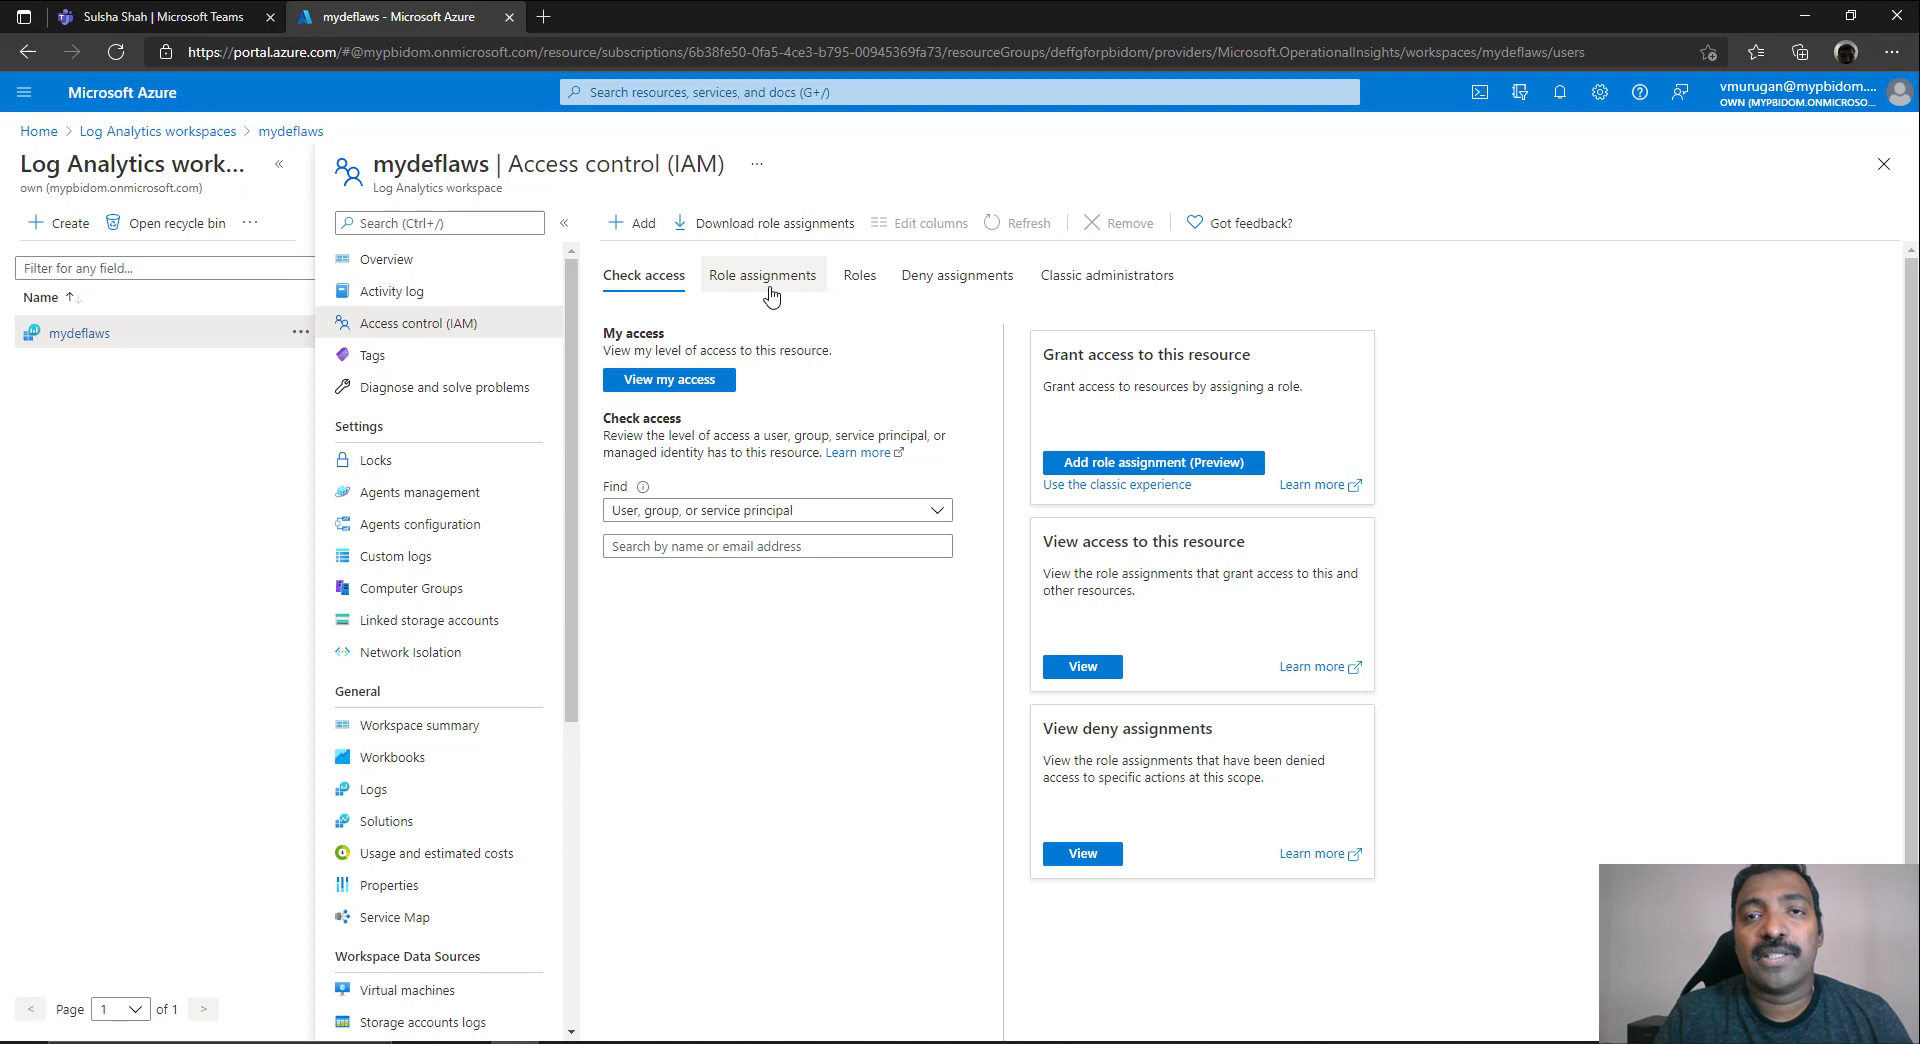 Sulsha Shah | Microsoft Teams
mydeflaws - Microsoft Azure
https://portal.azure.com/#@mypbidom.onmicrosoft.com/resource/subscriptions/6b38fe50-0fa5-4ce3-b795-00945369fa73/resourceGroups/deffgforpbidom/providers/Microsoft.OperationalInsights/workspaces/mydeflaws/users
Microsoft Azure
Search resources, services, and docs (G+/)
vmurugan@mypbidom....
OWN (MYPBIDOM.ONMICROSO...
Home > Log Analytics workspaces > mydeflaws
Log Analytics work...
own (mypbidom.onmicrosoft.com)
Create
Open recycle bin
Filter for any field...
Name
mydeflaws
Page 1 of 1
mydeflaws | Access control (IAM)
Log Analytics workspace
Search (Ctrl+/)
Overview
Activity log
Access control (IAM)
Tags
Diagnose and solve problems
Settings
Locks
Agents management
Agents configuration
Custom logs
Computer Groups
Linked storage accounts
Network Isolation
General
Workspace summary
Workbooks
Logs
Solutions
Usage and estimated costs
Properties
Service Map
Workspace Data Sources
Virtual machines
Storage accounts logs
Add
Download role assignments
Edit columns
Refresh
Remove
Got feedback?
Check access
Role assignments
Roles
Deny assignments
Classic administrators
My access
View my level of access to this resource.
View my access
Check access
Review the level of access a user, group, service principal, or
managed identity has to this resource. Learn more
Find
User, group, or service principal
Search by name or email address
Grant access to this resource
Grant access to resources by assigning a role.
Add role assignment (Preview)
Use the classic experience
Learn more
View access to this resource
View the role assignments that grant access to this and
other resources.
View
Learn more
View deny assignments
View the role assignments that have been denied
access to specific actions at this scope.
View
Learn more